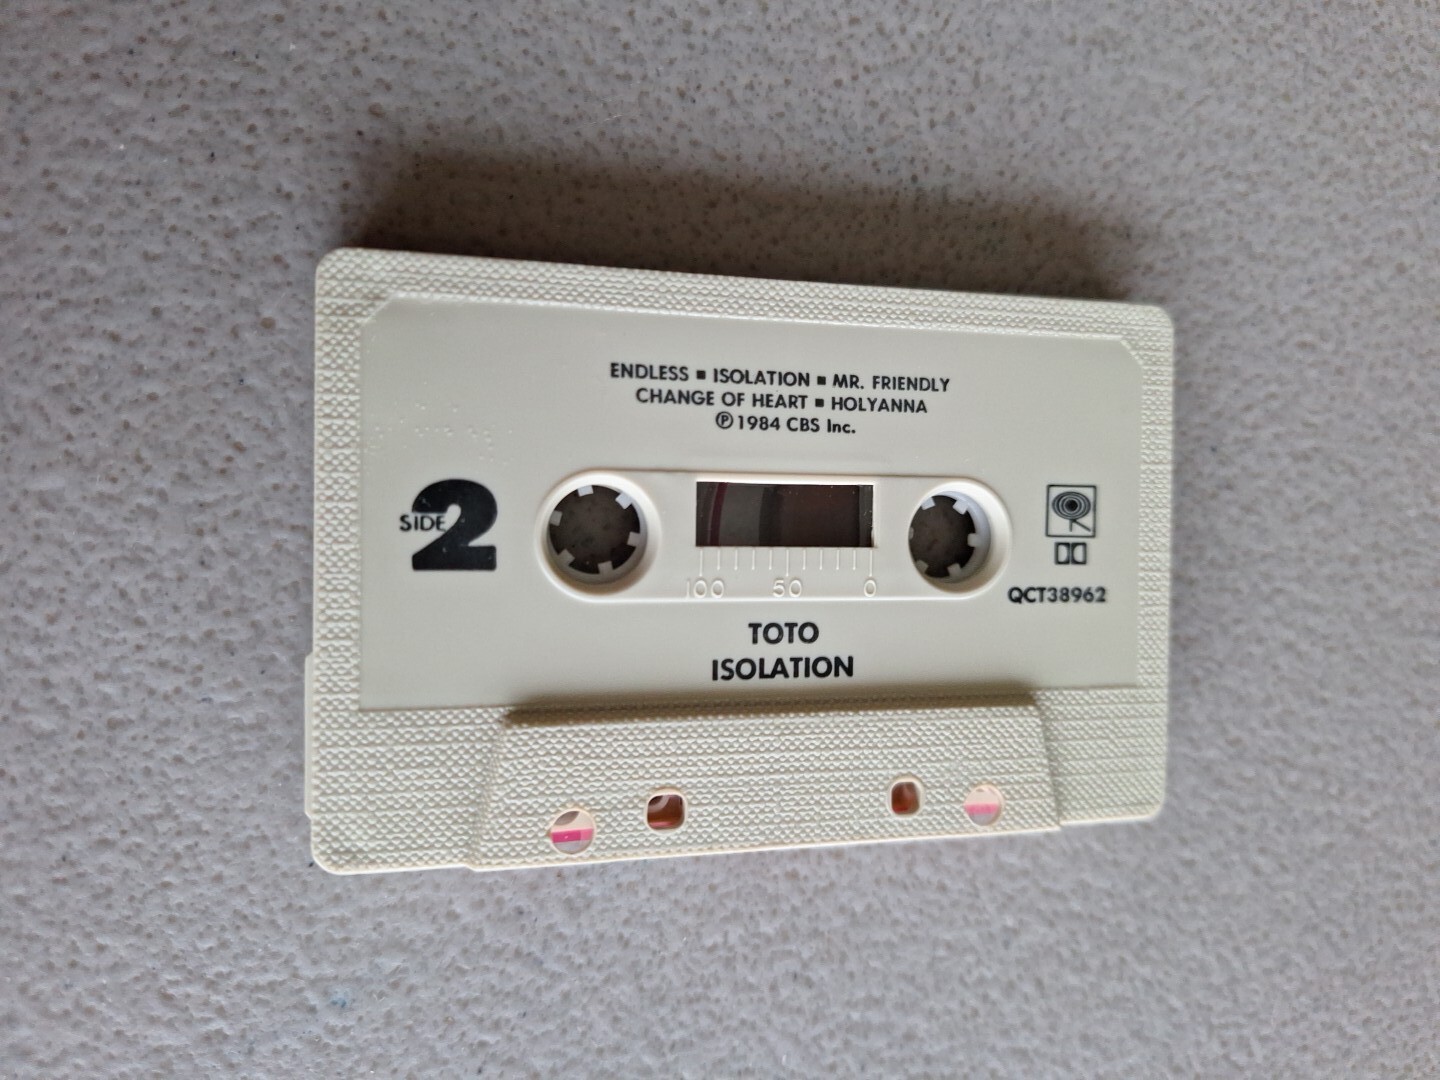 ENDLESS ■ ISOLATION ■ MR. FRIENDLY
CHANGE OF HEART ■ HOLYANNA
℗ 1984 CBS Inc.
SIDE 2
100 50 0
QCT38962
TOTO
ISOLATION